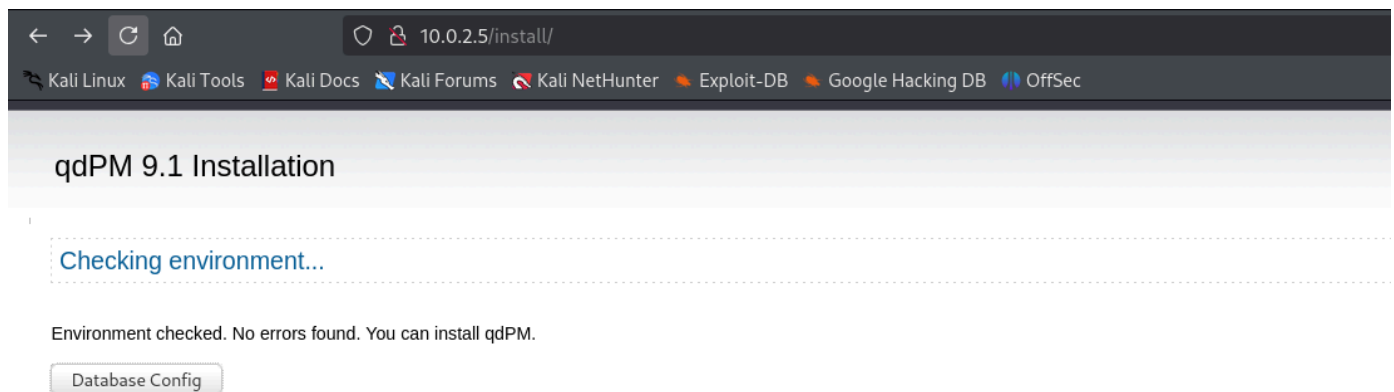 10.0.2.5/install/
Kali Linux Kali Tools Kali Docs Kali Forums Kali NetHunter Exploit-DB Google Hacking DB OffSec
qdPM 9.1 Installation
Checking environment...
Environment checked. No errors found. You can install qdPM.
Database Config